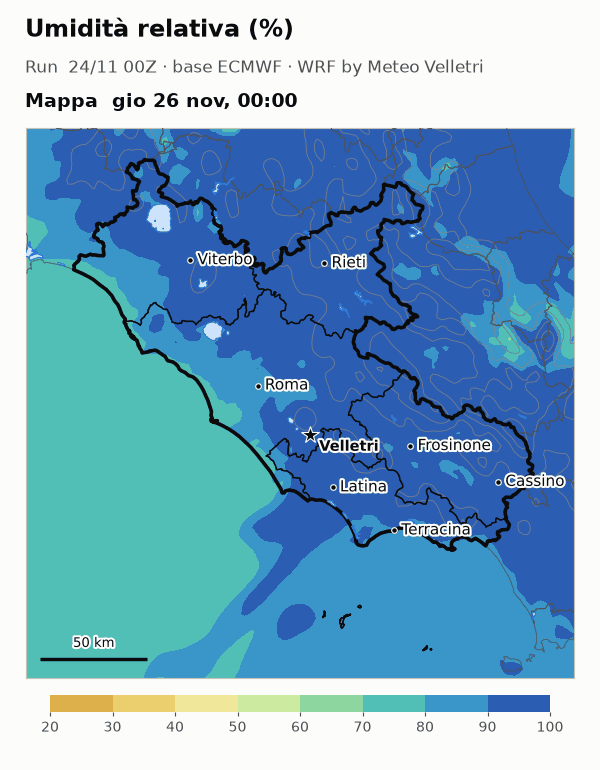 Umidità relativa (%)
Run  24/11 00Z · base ECMWF · WRF by Meteo Velletri
Mappa  gio 26 nov, 00:00
Viterbo
Rieti
Roma
Velletri
Frosinone
Cassino
Latina
Terracina
50 km
20 30 40 50 60 70 80 90 100